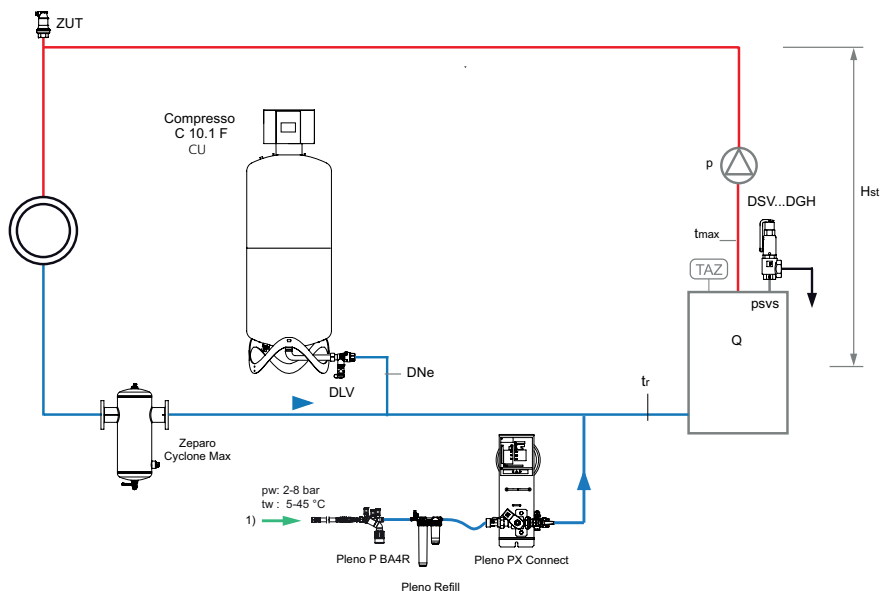 ZUT
Compresso
C 10.1 F
CU
p
Hst
DSV...DGH
tmax
TAZ
psvs
Q
DNe
DLV
tr
Zeparo
Cyclone Max
pw: 2-8 bar
tw : 5-45 °C
1)
Pleno P BA4R
Pleno PX Connect
Pleno Refill